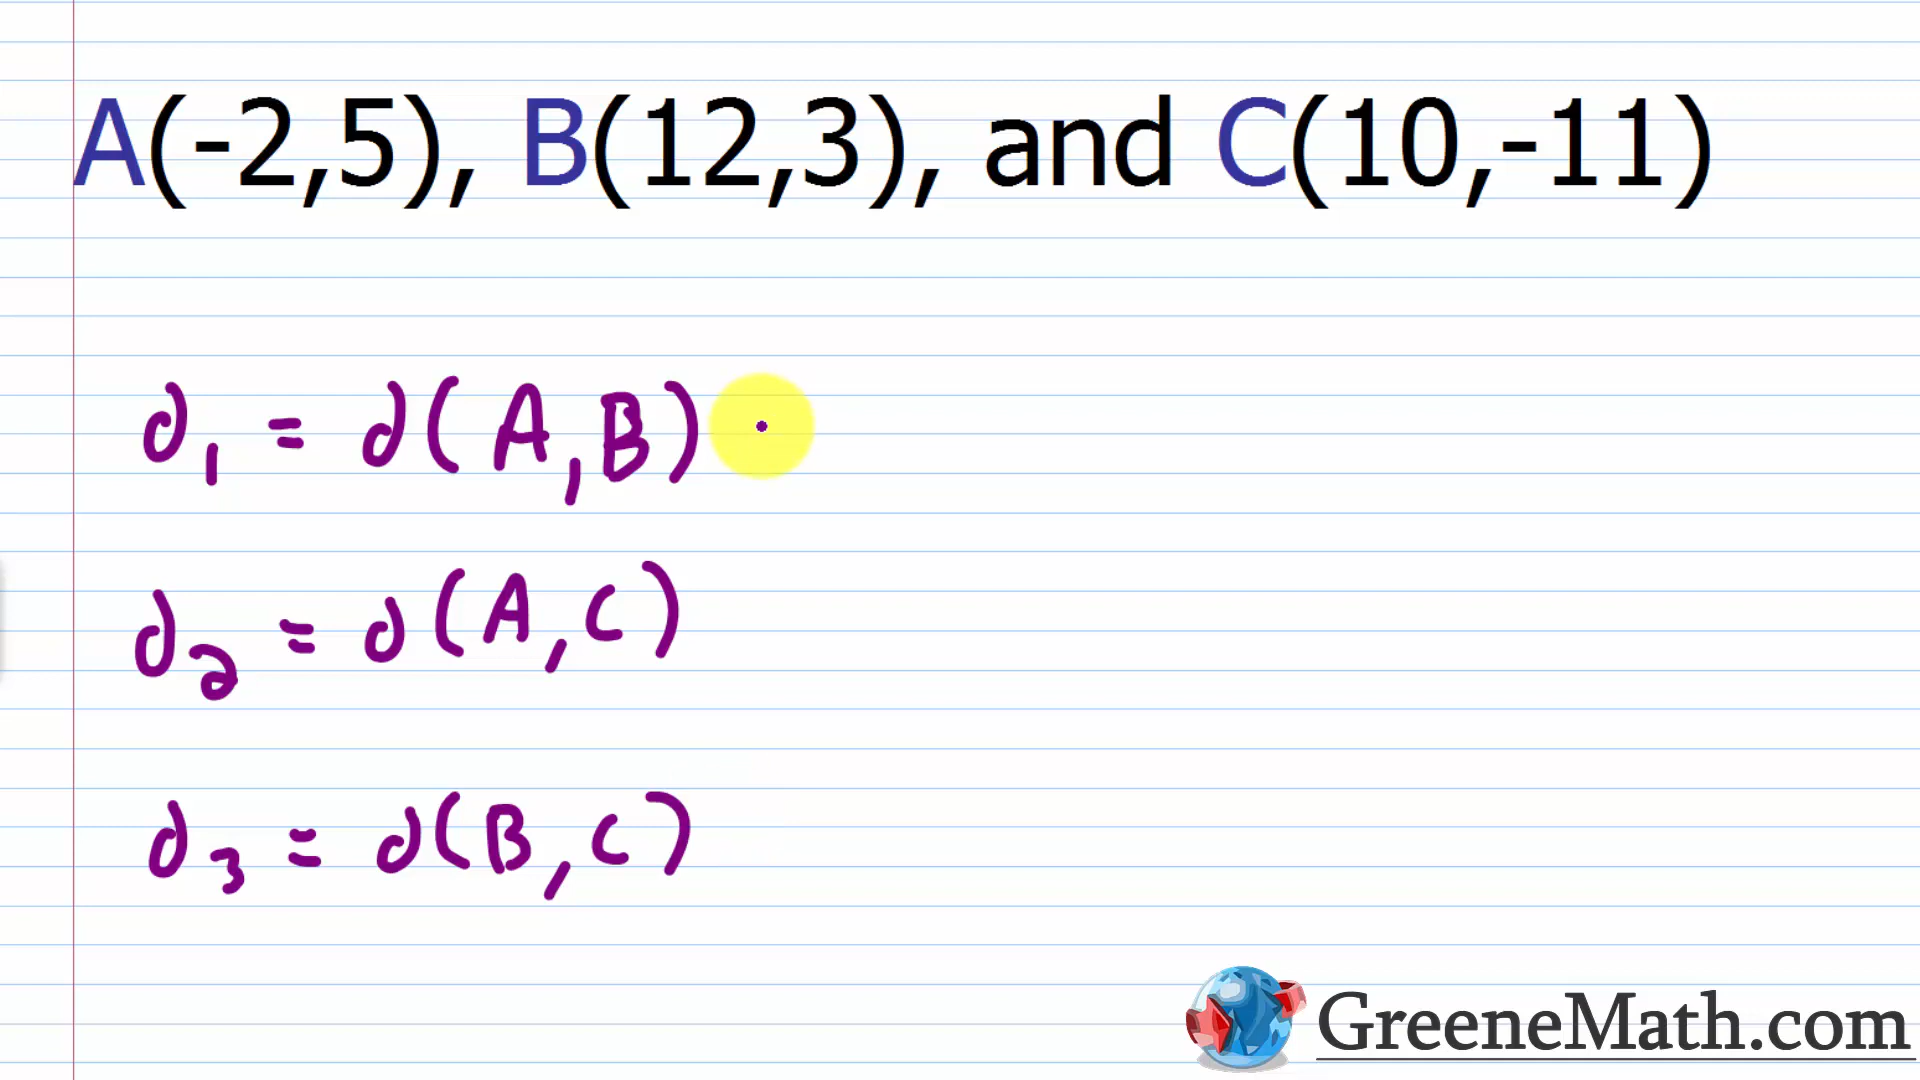 A(-2,5), B(12,3), and C(10,-11)
d₁ = d(A,B)
d₂ = d(A,C)
d₃ = d(B,C)
GreeneMath.com